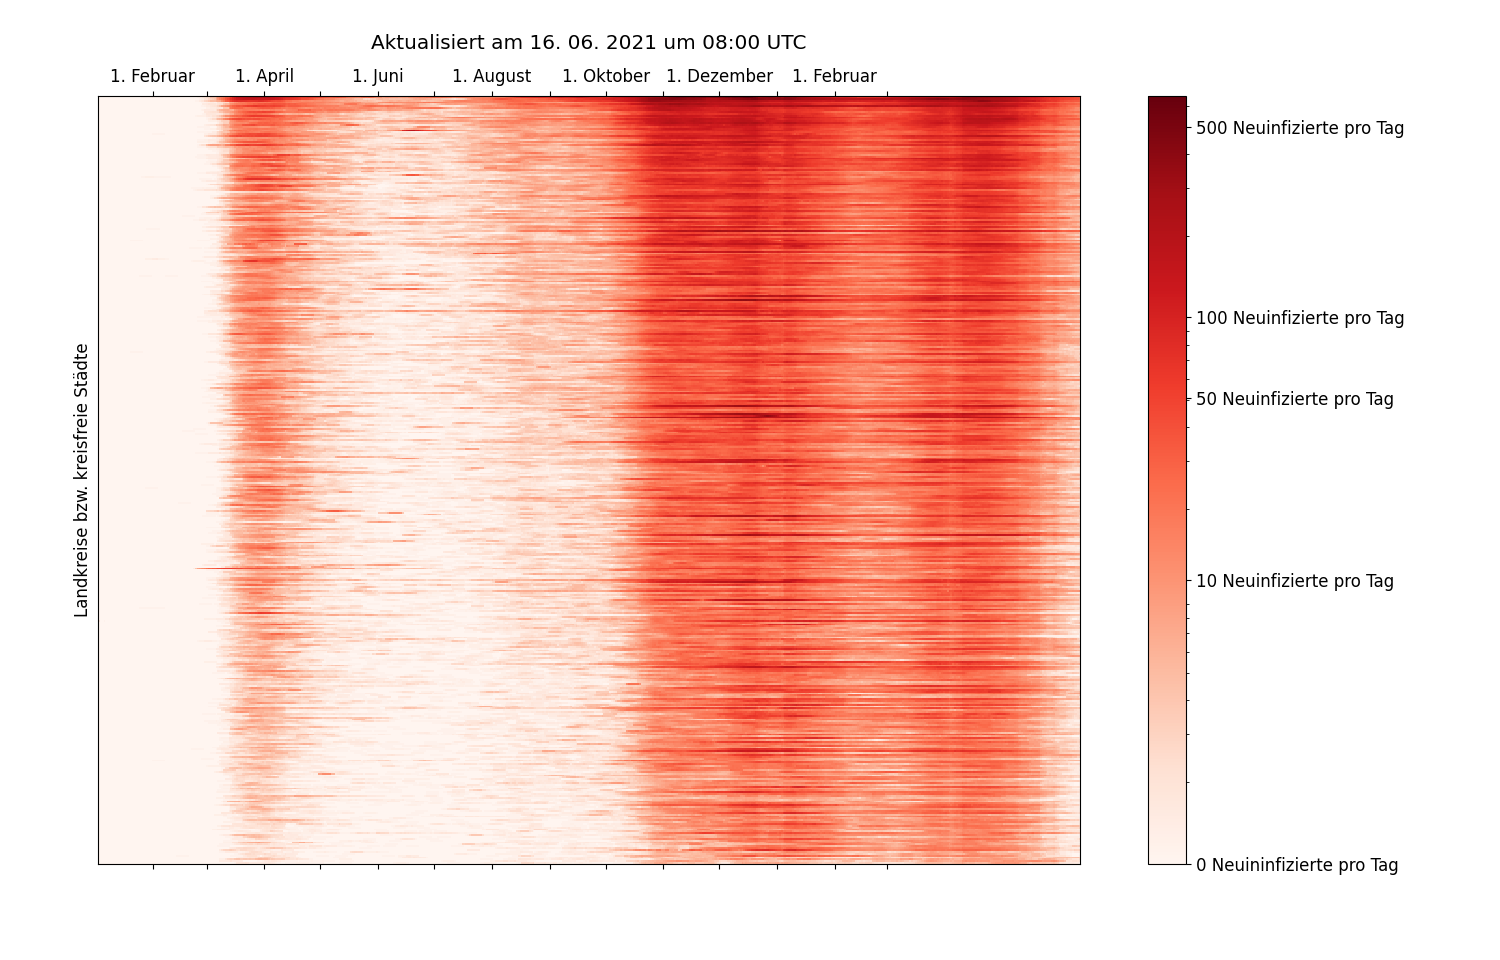 Aktualisiert am 16. 06. 2021 um 08:00 UTC
1. Februar 1. April 1. Juni 1. August 1. Oktober 1. Dezember 1. Februar
Landkreise bzw. kreisfreie Städte
500 Neuinfizierte pro Tag
100 Neuinfizierte pro Tag
50 Neuinfizierte pro Tag
10 Neuinfizierte pro Tag
0 Neuininfizierte pro Tag